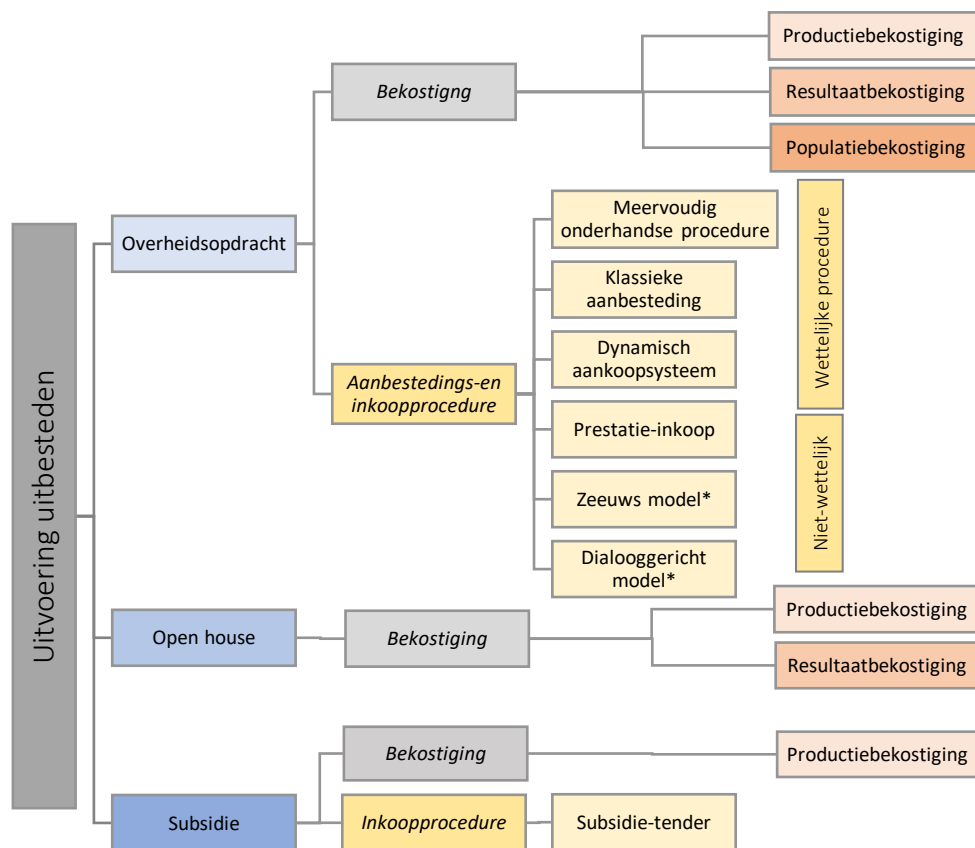 Uitvoering uitbesteden
Overheidsopdracht
Bekostigng
Productiebekostiging
Resultaatbekostiging
Populatiebekostiging
Aanbestedings-en
inkoopprocedure
Meervoudig
onderhandse procedure
Klassieke
aanbesteding
Dynamisch
aankoopsysteem
Prestatie-inkoop
Zeeuws model*
Dialooggericht
model*
Wettelijke procedure
Niet-wettelijk
Open house
Bekostiging
Productiebekostiging
Resultaatbekostiging
Subsidie
Bekostiging
Productiebekostiging
Inkoopprocedure
Subsidie-tender